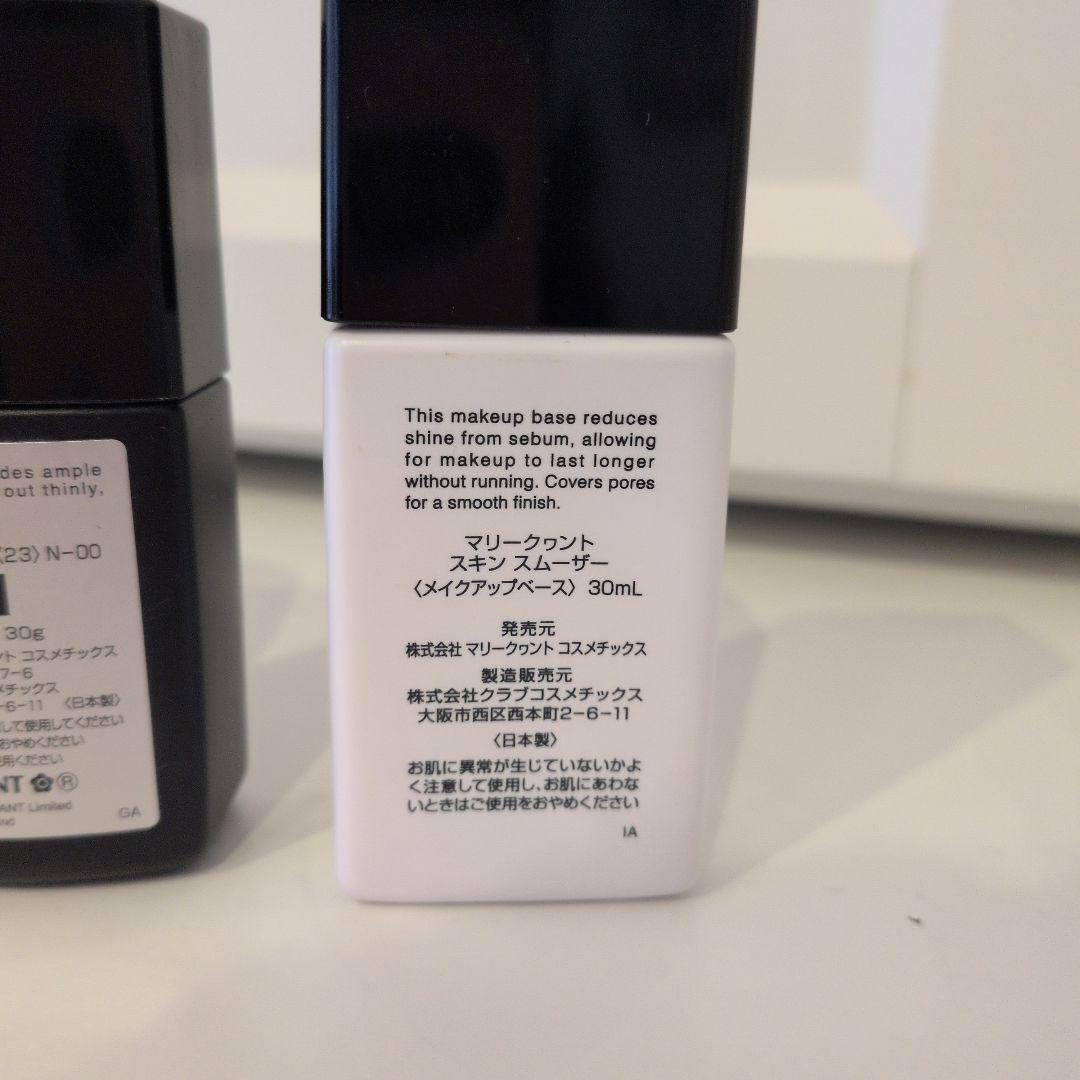 des ample
out thinly,
〈23〉 N-00
30g
ント コスメチックス
7-6
メチックス
-6-11 〈日本製〉
して使用してください
おやめください
使用ください
NT ®
ANT Limited
GA
This makeup base reduces
shine from sebum, allowing
for makeup to last longer
without running. Covers pores
for a smooth finish.
マリークヮント
スキン スムーザー
〈メイクアップベース〉 30mL
発売元
株式会社 マリークヮント コスメチックス
製造販売元
株式会社クラブコスメチックス
大阪市西区西本町2-6-11
〈日本製〉
お肌に異常が生じていないかよ
く注意して使用し、お肌にあわな
いときはご使用をおやめください
IA